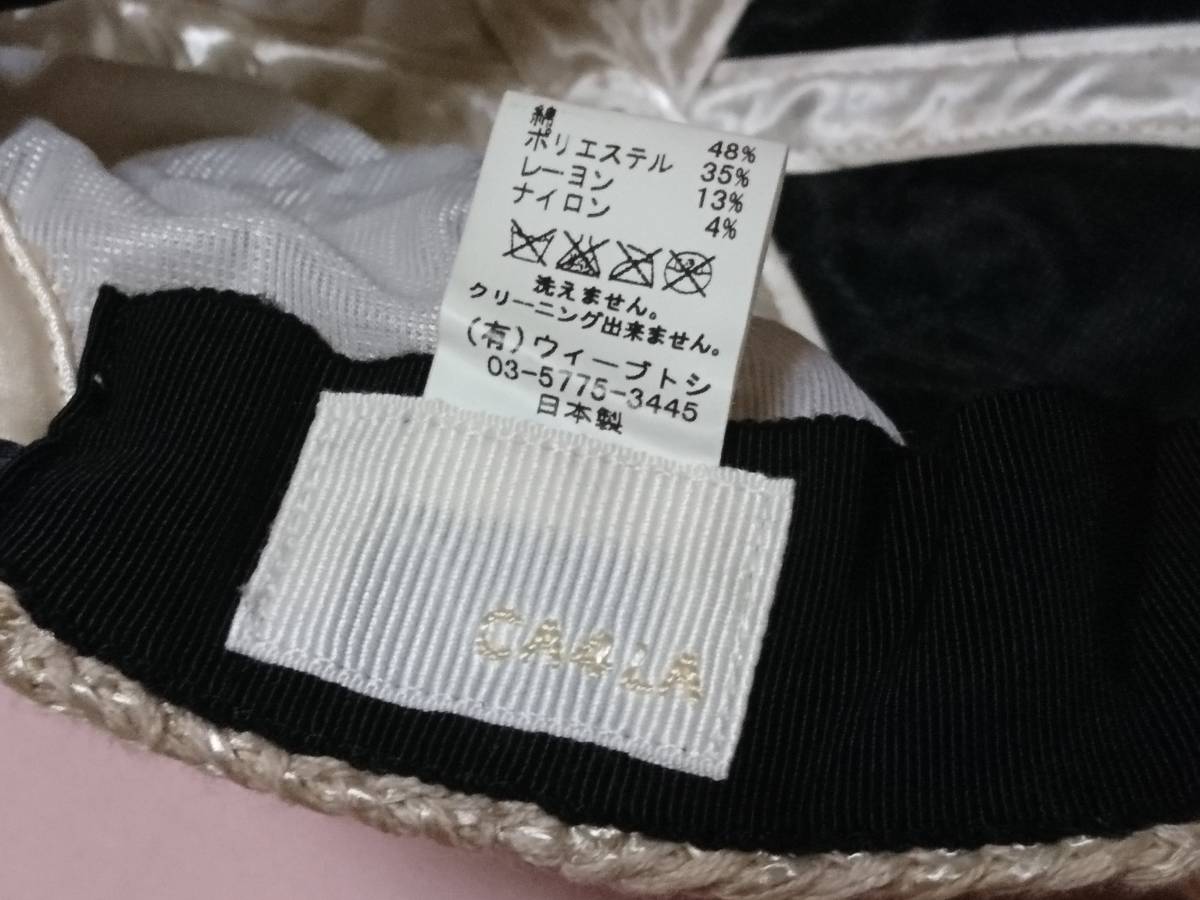 綿 48%
ポリエステル 35%
レーヨン 13%
ナイロン 4%
洗えません。
クリーニング出来ません。
(有)ウィーブトシ
03-5775-3445
日本製